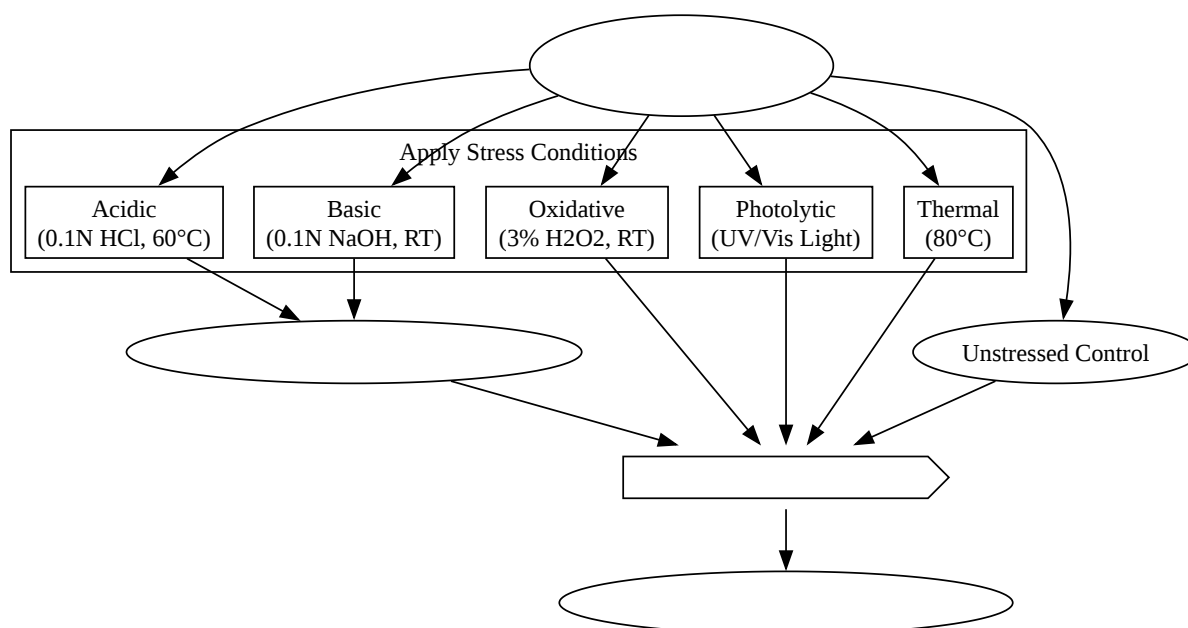 Apply Stress Conditions
Acidic
(0.1N HCl, 60°C)
Basic
(0.1N NaOH, RT)
Oxidative
(3% H2O2, RT)
Photolytic
(UV/Vis Light)
Thermal
(80°C)
Unstressed Control